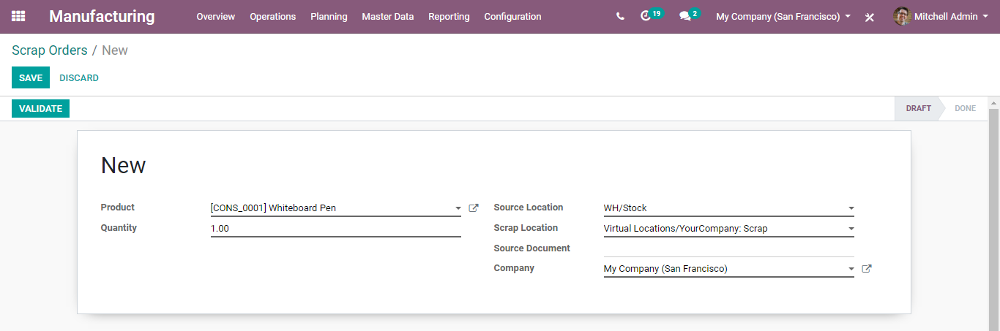 Manufacturing Overview Operations Planning Master Data Reporting Configuration 19 2 My Company (San Francisco) Mitchell Admin
Scrap Orders / New
SAVE DISCARD
VALIDATE DRAFT DONE
New
Product [CONS_0001] Whiteboard Pen Source Location WH/Stock
Quantity 1.00 Scrap Location Virtual Locations/YourCompany: Scrap
Source Document
Company My Company (San Francisco)